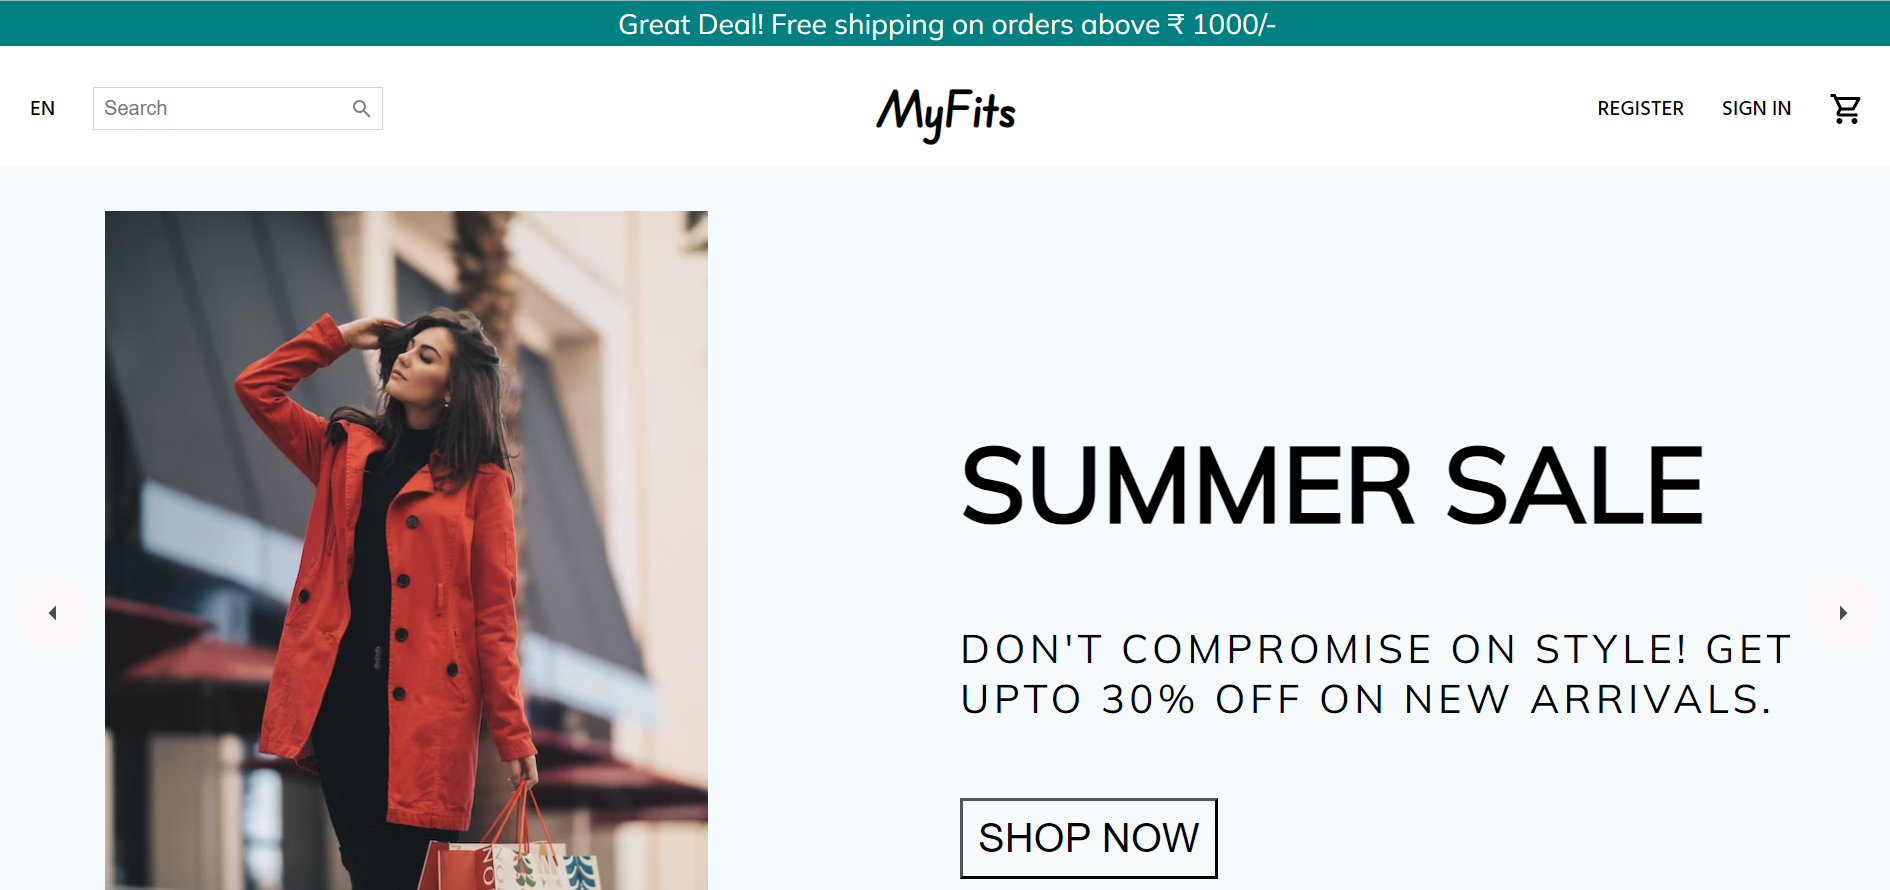 Great Deal! Free shipping on orders above ₹ 1000/-
EN
Search
MyFits
REGISTER
SIGN IN
SUMMER SALE
DON'T COMPROMISE ON STYLE! GET
UPTO 30% OFF ON NEW ARRIVALS.
SHOP NOW